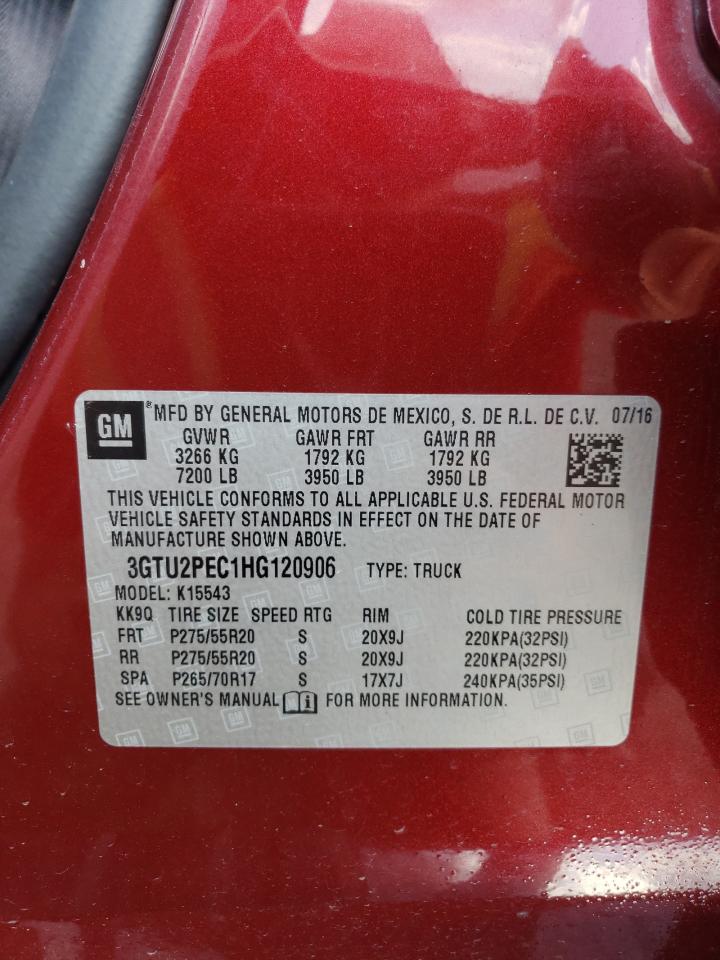 GM ® MFD BY GENERAL MOTORS DE MEXICO, S. DE R.L. DE C.V. 07/16
GVWR GAWR FRT GAWR RR
3266 KG 1792 KG 1792 KG
7200 LB 3950 LB 3950 LB
THIS VEHICLE CONFORMS TO ALL APPLICABLE U.S. FEDERAL MOTOR
VEHICLE SAFETY STANDARDS IN EFFECT ON THE DATE OF
MANUFACTURE SHOWN ABOVE.
3GTU2PEC1HG120906 TYPE: TRUCK
MODEL: K15543
KK9Q TIRE SIZE SPEED RTG RIM COLD TIRE PRESSURE
FRT P275/55R20 S 20X9J 220KPA(32PSI)
RR P275/55R20 S 20X9J 220KPA(32PSI)
SPA P265/70R17 S 17X7J 240KPA(35PSI)
SEE OWNER'S MANUAL i FOR MORE INFORMATION.